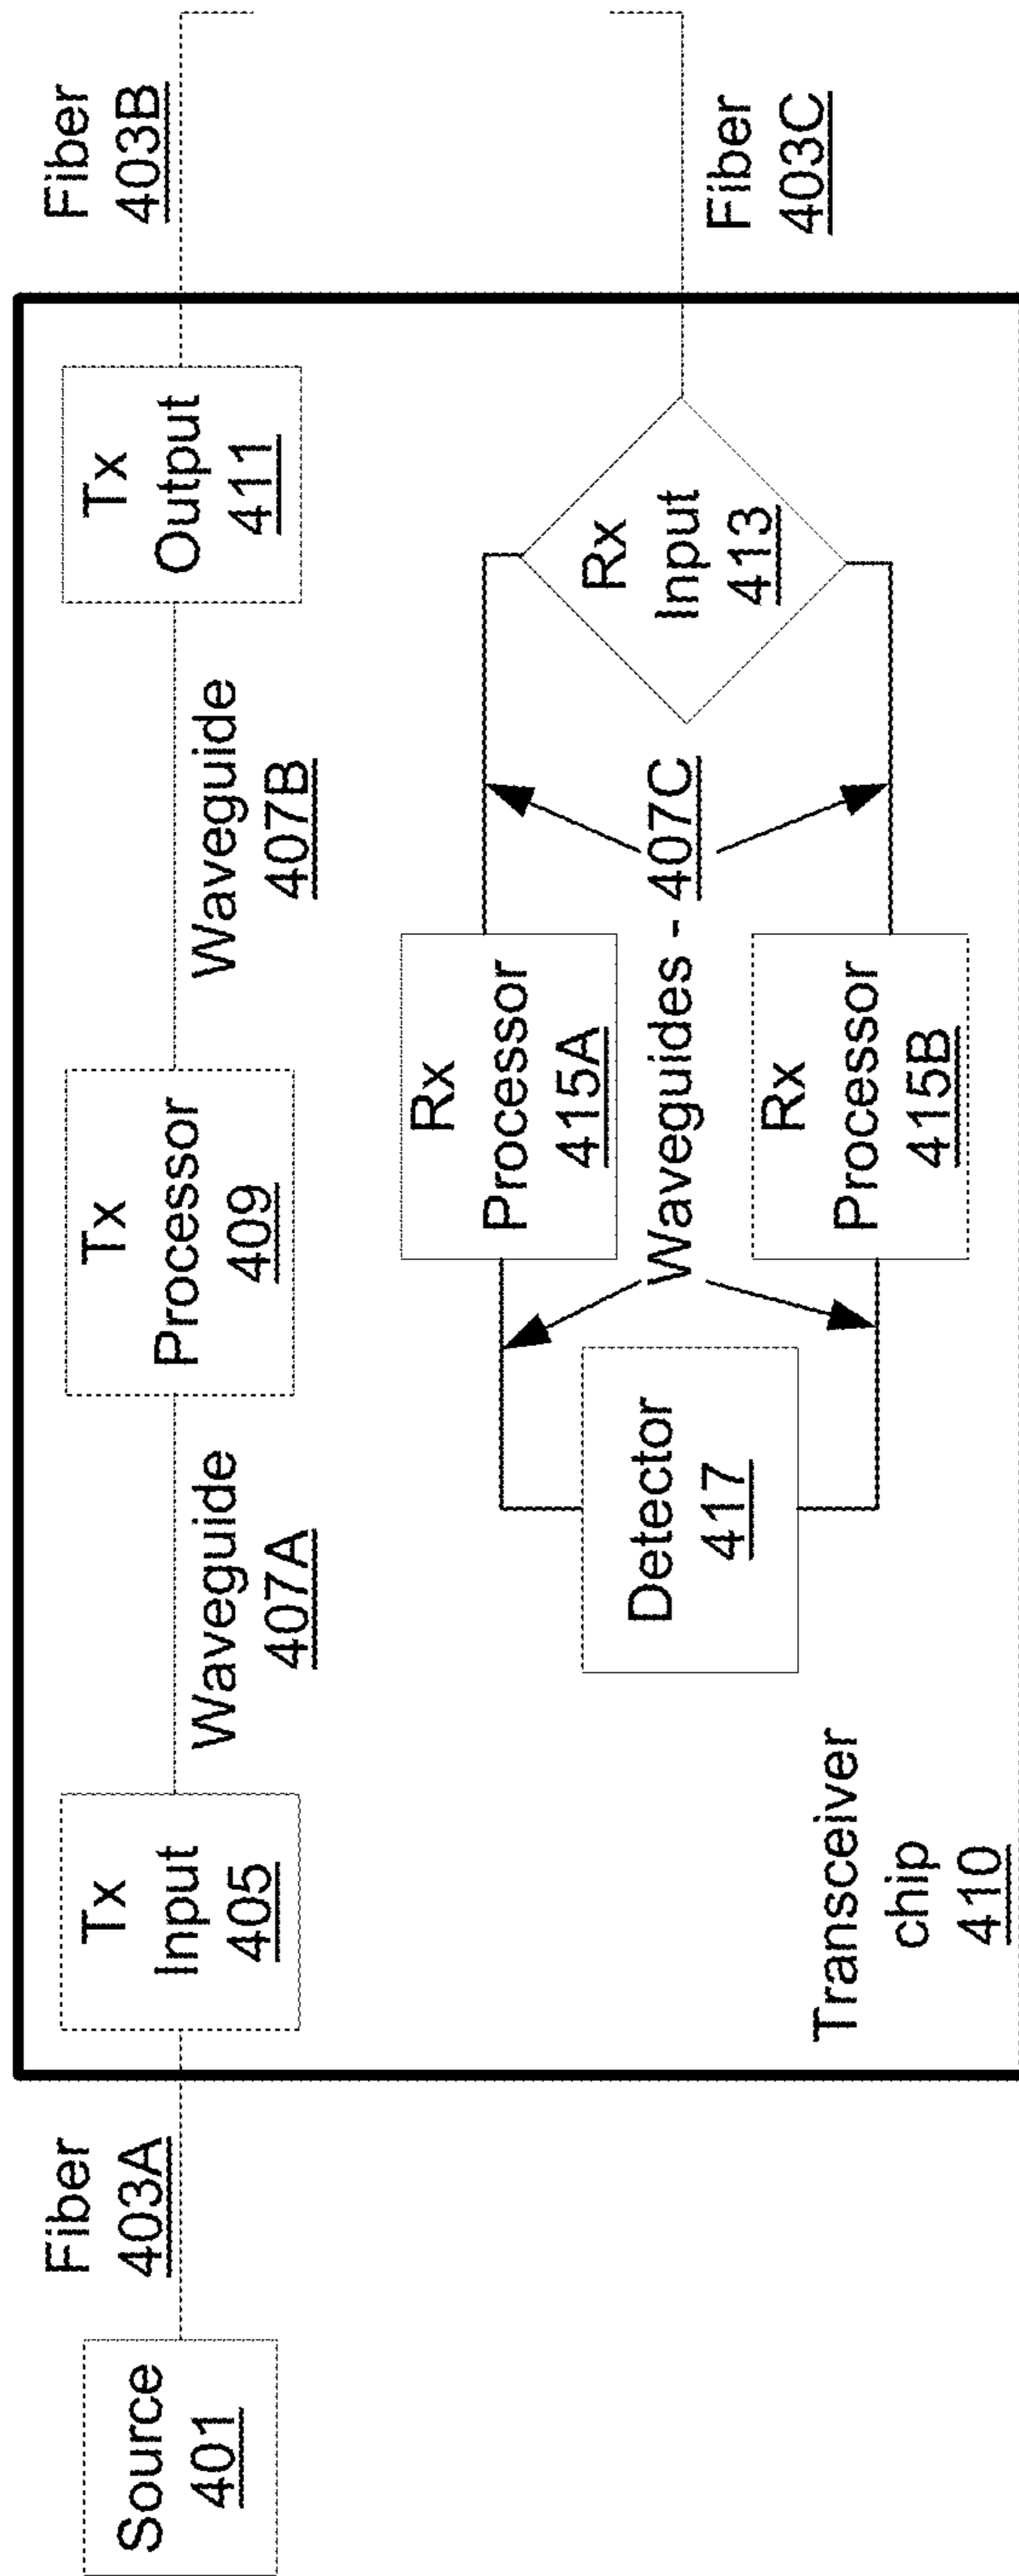 Source
401
Fiber
403A
Tx
Input
405
Waveguide
407A
Tx
Processor
409
Waveguide
407B
Tx
Output
411
Fiber
403B
Transceiver
chip
410
Detector
417
Waveguides - 407C
Rx
Processor
415A
Rx
Processor
415B
Rx
Input
413
Fiber
403C